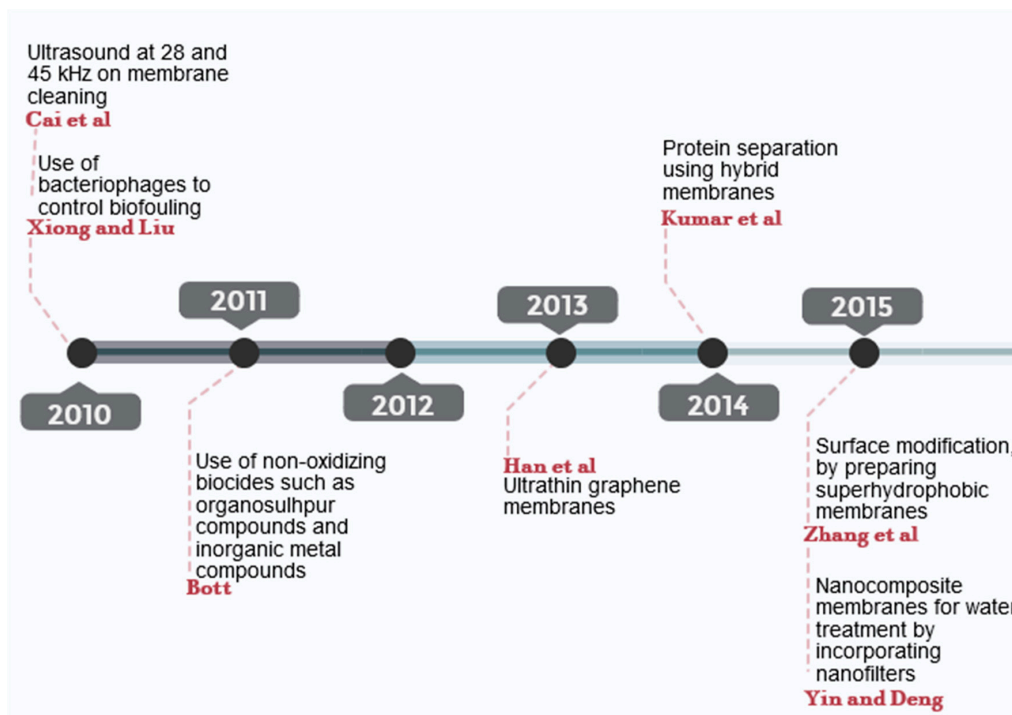 Ultrasound at 28 and
45 kHz on membrane
cleaning
Cai et al
Use of
bacteriophages to
control biofouling
Xiong and Liu
Protein separation
using hybrid
membranes
Kumar et al
2011
2013
2015
2010
2012
2014
Use of non-oxidizing
biocides such as
organosulhpur
compounds and
inorganic metal
compounds
Bott
Han et al
Ultrathin graphene
membranes
Surface modification,
by preparing
superhydrophobic
membranes
Zhang et al
Nanocomposite
membranes for water
treatment by
incorporating
nanofilters
Yin and Deng